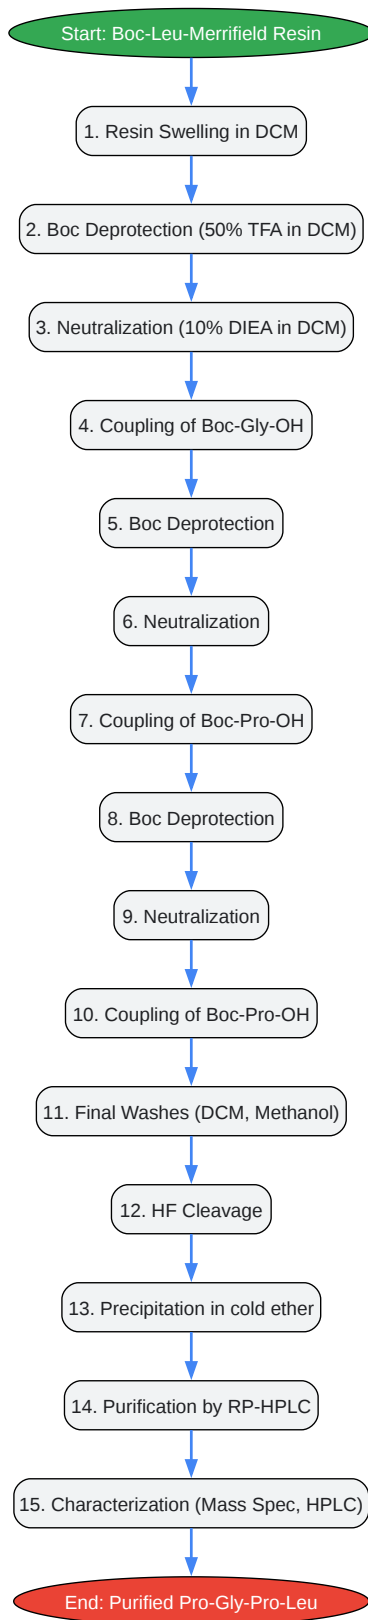 Start: Boc-Leu-Merrifield Resin
1. Resin Swelling in DCM
2. Boc Deprotection (50% TFA in DCM)
3. Neutralization (10% DIEA in DCM)
4. Coupling of Boc-Gly-OH
5. Boc Deprotection
6. Neutralization
7. Coupling of Boc-Pro-OH
8. Boc Deprotection
9. Neutralization
10. Coupling of Boc-Pro-OH
11. Final Washes (DCM, Methanol)
12. HF Cleavage
13. Precipitation in cold ether
14. Purification by RP-HPLC
15. Characterization (Mass Spec, HPLC)
End: Purified Pro-Gly-Pro-Leu